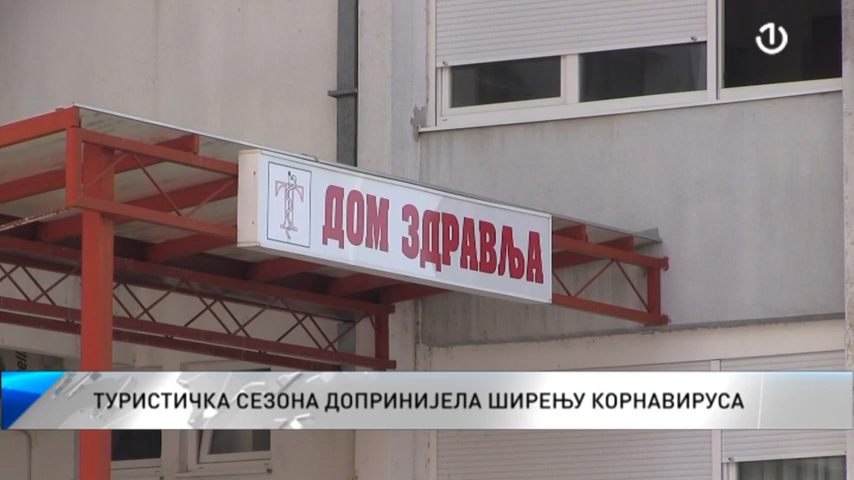 ДОМ ЗДРАВЉА
ТУРИСТИЧКА СЕЗОНА ДОПРИНИЈЕЛА ШИРЕЊУ КОРНАВИРУСА